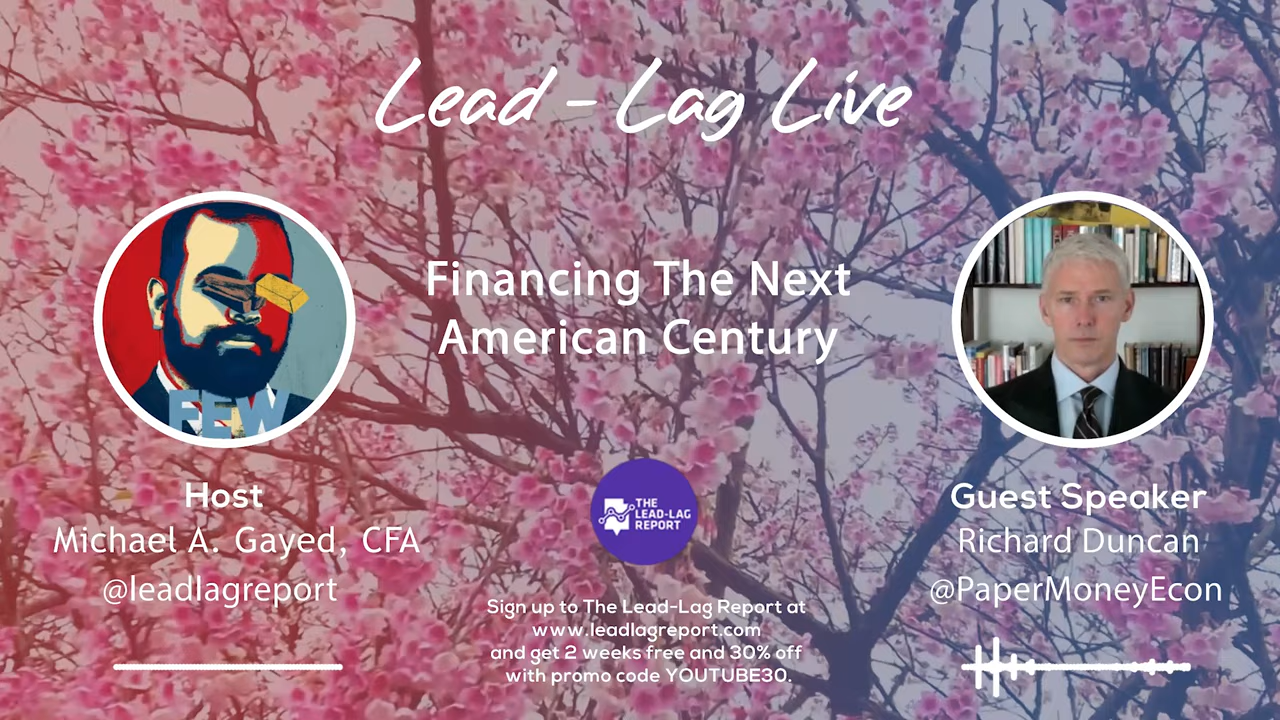 Lead - Lag Live
Financing The Next
American Century
FEW
Host
Michael A. Gayed, CFA
@leadlagreport
THE
LEAD-LAG
REPORT
Guest Speaker
Richard Duncan
@PaperMoneyEcon
Sign up to The Lead-Lag Report at
www.leadlagreport.com
and get 2 weeks free and 30% off
with promo code YOUTUBE30.